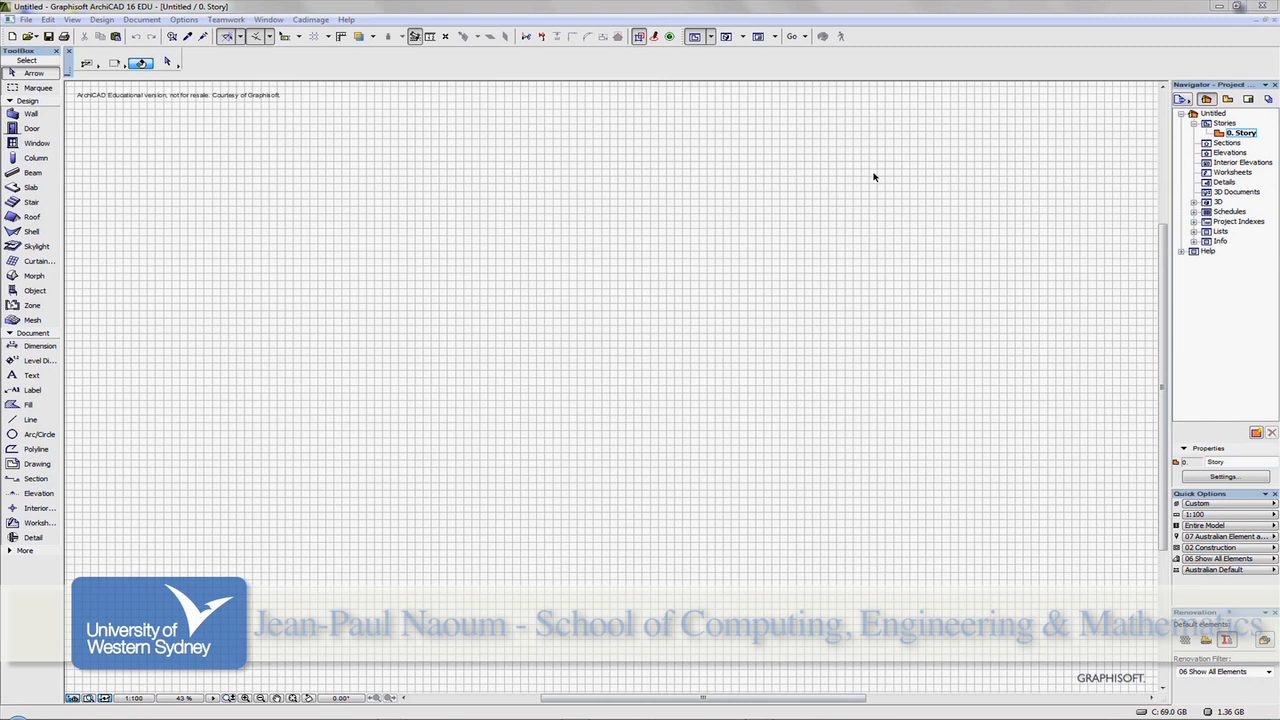 Untitled - Graphisoft ArchiCAD 16 EDU - [Untitled / 0. Story]
File Edit View Design Document Options Teamwork Window Cadimage Help
Go
ToolBox
Select
Arrow
Marquee
Design
Wall
Door
Window
Column
Beam
Slab
Stair
Roof
Shell
Skylight
Curtain...
Morph
Object
Zone
Mesh
Document
Dimension
Level Di...
Text
Label
Fill
Line
Arc/Circle
Polyline
Drawing
Section
Elevation
Interior...
Worksh...
Detail
More
ArchiCAD Educational version, not for resale. Courtesy of Graphisoft.
Navigator - Project ...
Untitled
Stories
0. Story
Sections
Elevations
Interior Elevations
Worksheets
Details
3D Documents
3D
Schedules
Project Indexes
Lists
Info
Help
Properties
0. Story
Settings...
Quick Options
Custom
1:100
Entire Model
07 Australian Element a...
02 Construction
06 Show All Elements
Australian Default
Renovation
Default elements:
Renovation Filter:
06 Show All Elements
University of
Western Sydney
Jean-Paul Naoum - School of Computing, Engineering & Mathematics
GRAPHISOFT.
1:100 43 % 0.00°
C: 69.0 GB 1.36 GB